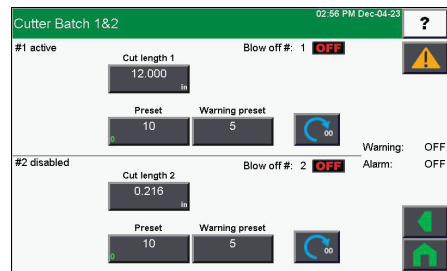 Cutter Batch 1&2
02:56 PM Dec-04-23
?
#1 active
Blow off #: 1 OFF
Cut length 1
12.000
in
Preset
Warning preset
10
0
5
00
Warning: OFF
Alarm: OFF
#2 disabled
Blow off #: 2 OFF
Cut length 2
0.216
in
Preset
Warning preset
10
0
5
00